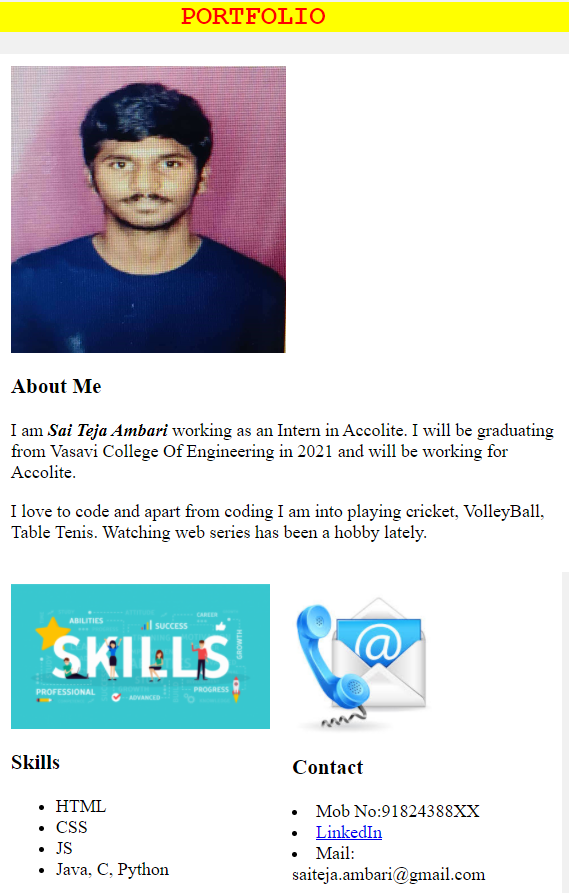 PORTFOLIO
About Me
I am Sai Teja Ambari working as an Intern in Accolite. I will be graduating
from Vasavi College Of Engineering in 2021 and will be working for
Accolite.
I love to code and apart from coding I am into playing cricket, VolleyBall,
Table Tenis. Watching web series has been a hobby lately.
ABILITIES
SUCCESS
CAREER
SKILLS
GROWTH
PROFESSIONAL
ADVANCED
PROGRESS
@
Skills
HTML
CSS
JS
Java, C, Python
Contact
Mob No:91824388XX
LinkedIn
Mail:
saiteja.ambari@gmail.com